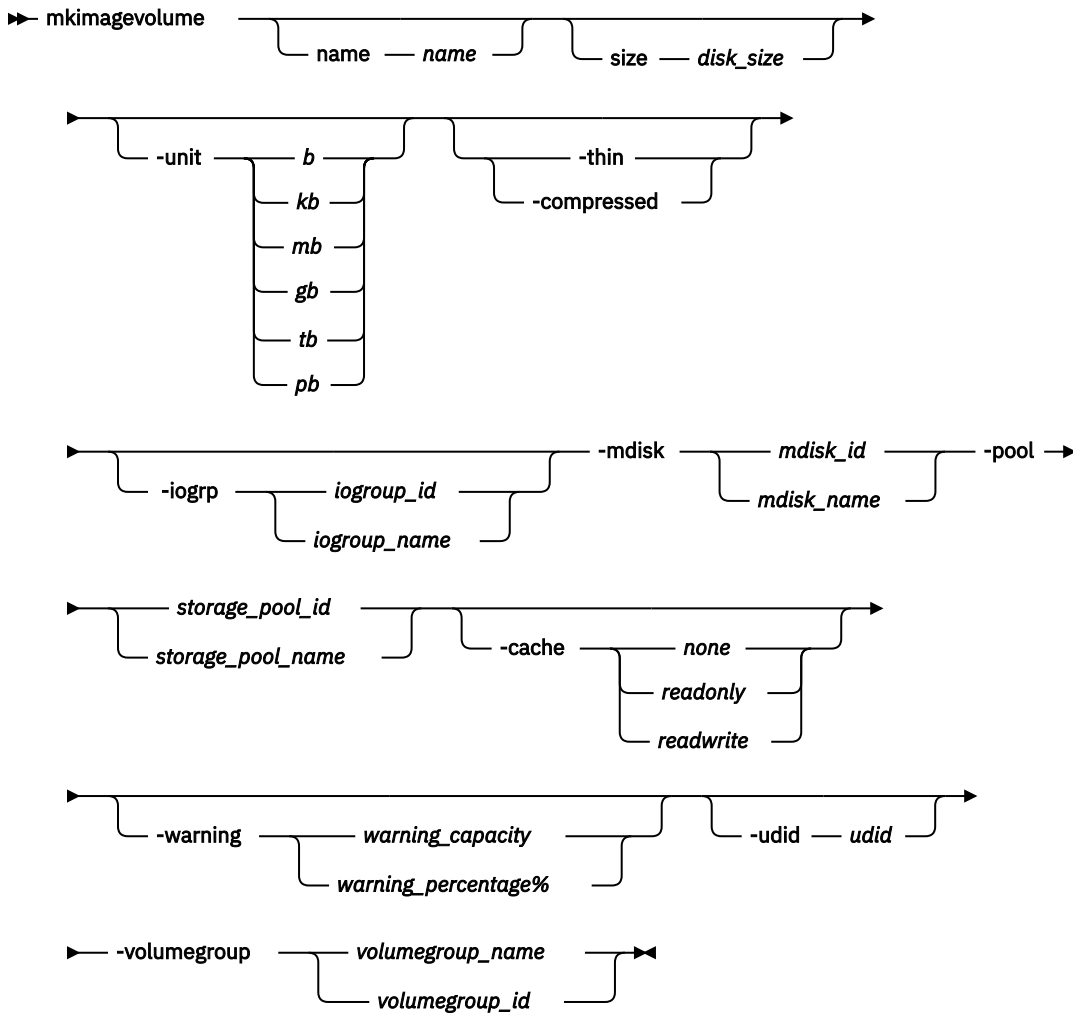 mkimagevolume
name name size disk_size
-unit b -thin
kb -compressed
mb
gb
tb
pb
-iogrp iogroup_id -mdisk mdisk_id -pool
iogroup_name mdisk_name
storage_pool_id
storage_pool_name -cache none
readonly
readwrite
-warning warning_capacity -udid udid
warning_percentage%
-volumegroup volumegroup_name
volumegroup_id